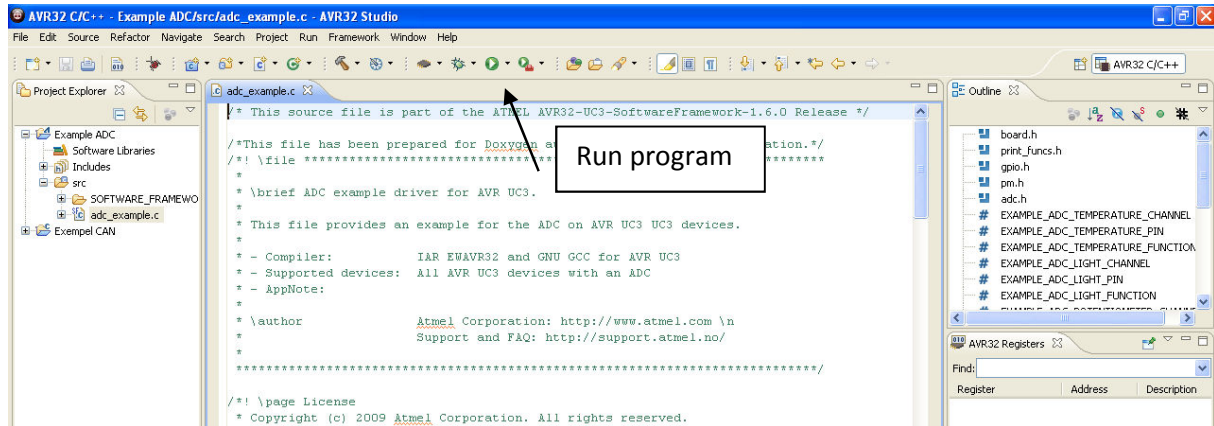 AVR32 C/C++ - Example ADC/src/adc_example.c - AVR32 Studio
File Edit Source Refactor Navigate Search Project Run Framework Window Help
AVR32 C/C++
Project Explorer
Example ADC
Software Libraries
Includes
src
SOFTWARE_FRAMEWO
adc_example.c
Exempel CAN
adc_example.c
/* This source file is part of the ATMEL AVR32-UC3-SoftwareFramework-1.6.0 Release */
/*This file has been prepared for Doxygen au ation.*/
/*! \file ****************************** ********
*
* \brief ADC example driver for AVR UC3.
*
* This file provides an example for the ADC on AVR UC3 UC3 devices.
*
* - Compiler: IAR EWAVR32 and GNU GCC for AVR UC3
* - Supported devices: All AVR UC3 devices with an ADC
* - AppNote:
*
* \author Atmel Corporation: http://www.atmel.com \n
* Support and FAQ: http://support.atmel.no/
*
******************************************************************************/
/*! \page License
* Copyright (c) 2009 Atmel Corporation. All rights reserved.
Run program
Outline
board.h
print_funcs.h
gpio.h
pm.h
adc.h
# EXAMPLE_ADC_TEMPERATURE_CHANNEL
# EXAMPLE_ADC_TEMPERATURE_PIN
# EXAMPLE_ADC_TEMPERATURE_FUNCTION
# EXAMPLE_ADC_LIGHT_CHANNEL
# EXAMPLE_ADC_LIGHT_PIN
# EXAMPLE_ADC_LIGHT_FUNCTION
AVR32 Registers
Find:
Register Address Description